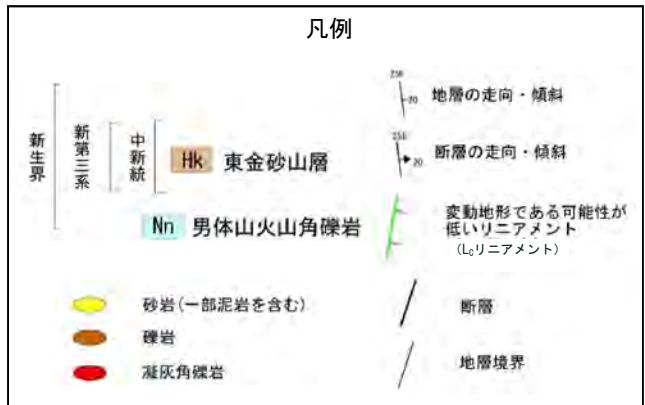 凡例
新生界
新第三系
中新統
Hk 東金砂山層
Nn 男体山火山角礫岩
砂岩(一部泥岩を含む)
礫岩
凝灰角礫岩
20
地層の走向・傾斜
20
断層の走向・傾斜
変動地形である可能性が
低いリニアメント
(LDリニアメント)
断層
地層境界